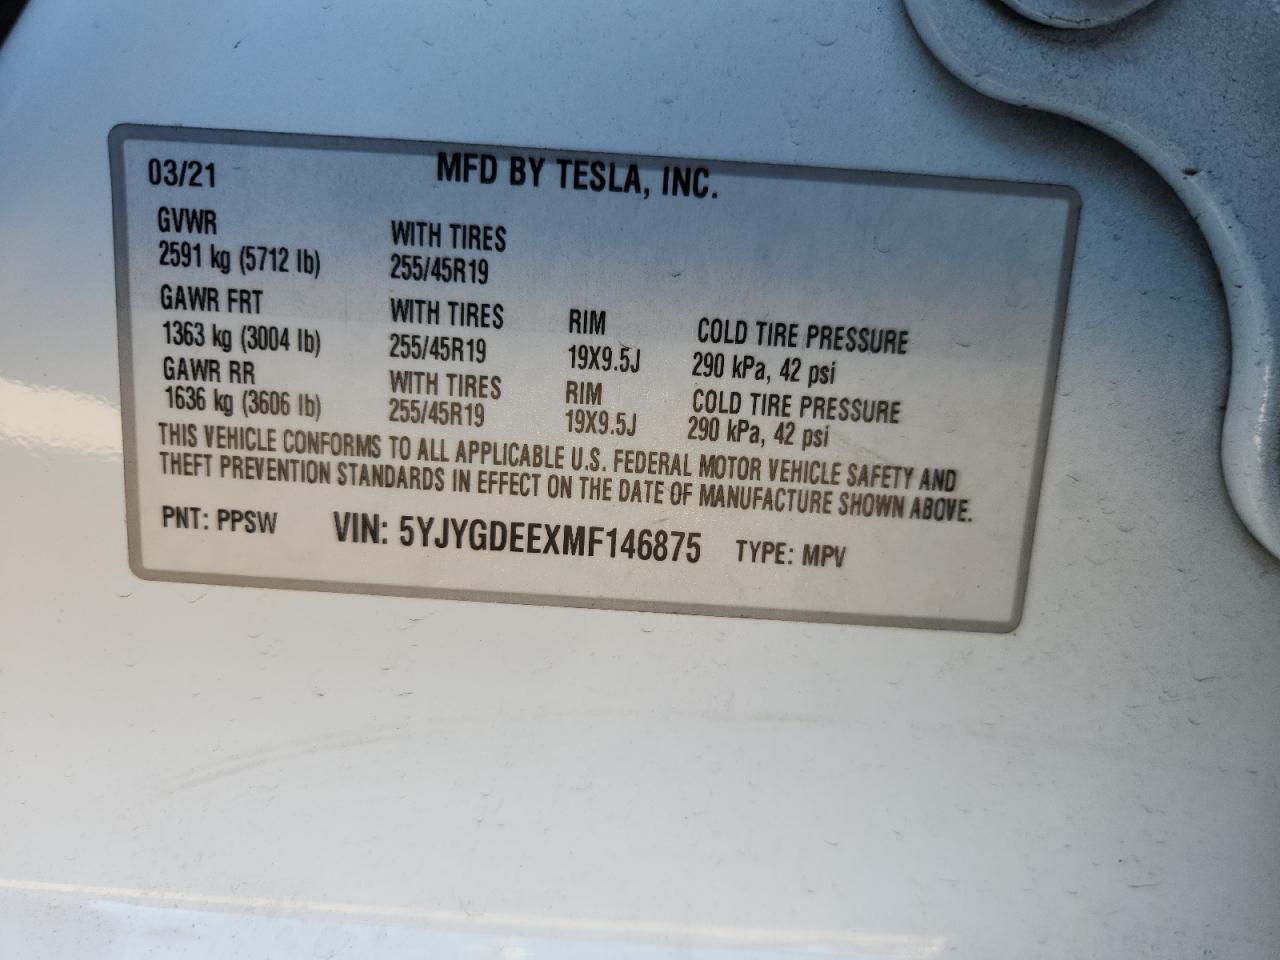 03/21 MFD BY TESLA, INC.
GVWR WITH TIRES
2591 kg (5712 lb) 255/45R19
GAWR FRT WITH TIRES RIM COLD TIRE PRESSURE
1363 kg (3004 lb) 255/45R19 19X9.5J 290 kPa, 42 psi
GAWR RR WITH TIRES RIM COLD TIRE PRESSURE
1636 kg (3606 lb) 255/45R19 19X9.5J 290 kPa, 42 psi
THIS VEHICLE CONFORMS TO ALL APPLICABLE U.S. FEDERAL MOTOR VEHICLE SAFETY AND
THEFT PREVENTION STANDARDS IN EFFECT ON THE DATE OF MANUFACTURE SHOWN ABOVE.
PNT: PPSW VIN: 5YJYGDEEXMF146875 TYPE: MPV